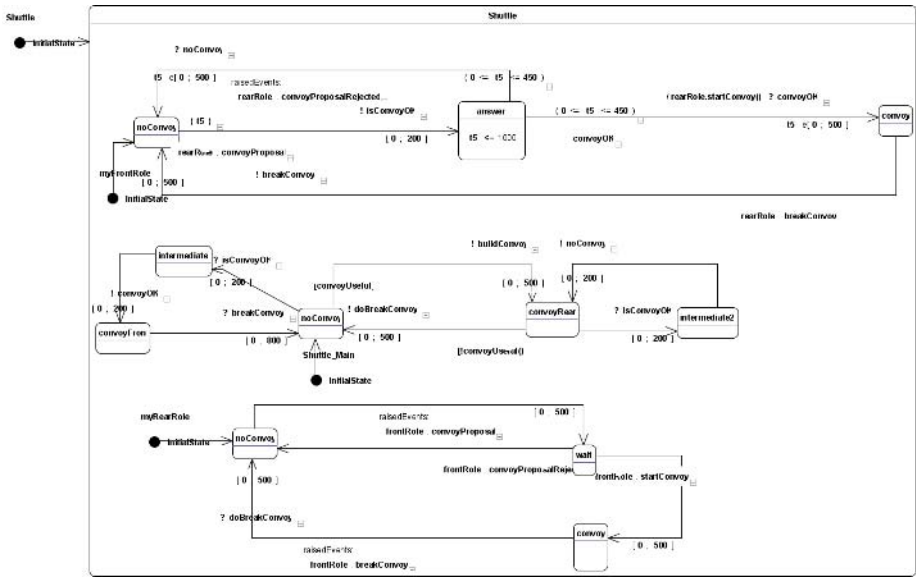 Shuttle
Shuttle
InitialState
? noConvoy
t5 c[ 0 ; 500 ]
raisedEvents:
( 0 <= t5 <= 450 )
rearRole . convoyProposalRejected...
! isConvoyOK
answer
( 0 <= t5 <= 450 )
(rearRole.startConvoy() ? convoyOK
noConvoy
[ t5 ]
[ 0 ; 200 ]
t5 <= 1000
convoyOK
t5 c[ 0 ; 500 ]
convoy
rearRole . convoyProposal
myFrontRole
[ 0 ; 500 ]
! breakConvoy
InitialState
rearRole . breakConvoy
intermediate
? isConvoyOK
! buildConvoy
! noConvoy
[ 0 ; 200 ]
[convoyUseful]
[ 0 ; 500 ]
[ 0 ; 200 ]
! convoyOK
[ 0 ; 200 ]
? breakConvoy
noConvoy
! doBreakConvoy
convoyRear
? isConvoyOK
intermediate2
convoyFron
[ 0 ; 800 ]
[ 0 ; 500 ]
[ 0 ; 200 ]
Shuttle_Main
[!convoyUseful()
InitialState
myRearRole
raisedEvents:
[ 0 ; 500 ]
InitialState
noConvoy
frontRole . convoyProposal
wait
[ 0 ; 500 ]
frontRole . convoyProposalRejec
frontRole . startConvoy
? doBreakConvoy
convoy
[ 0 ; 500 ]
raisedEvents:
frontRole . breakConvoy